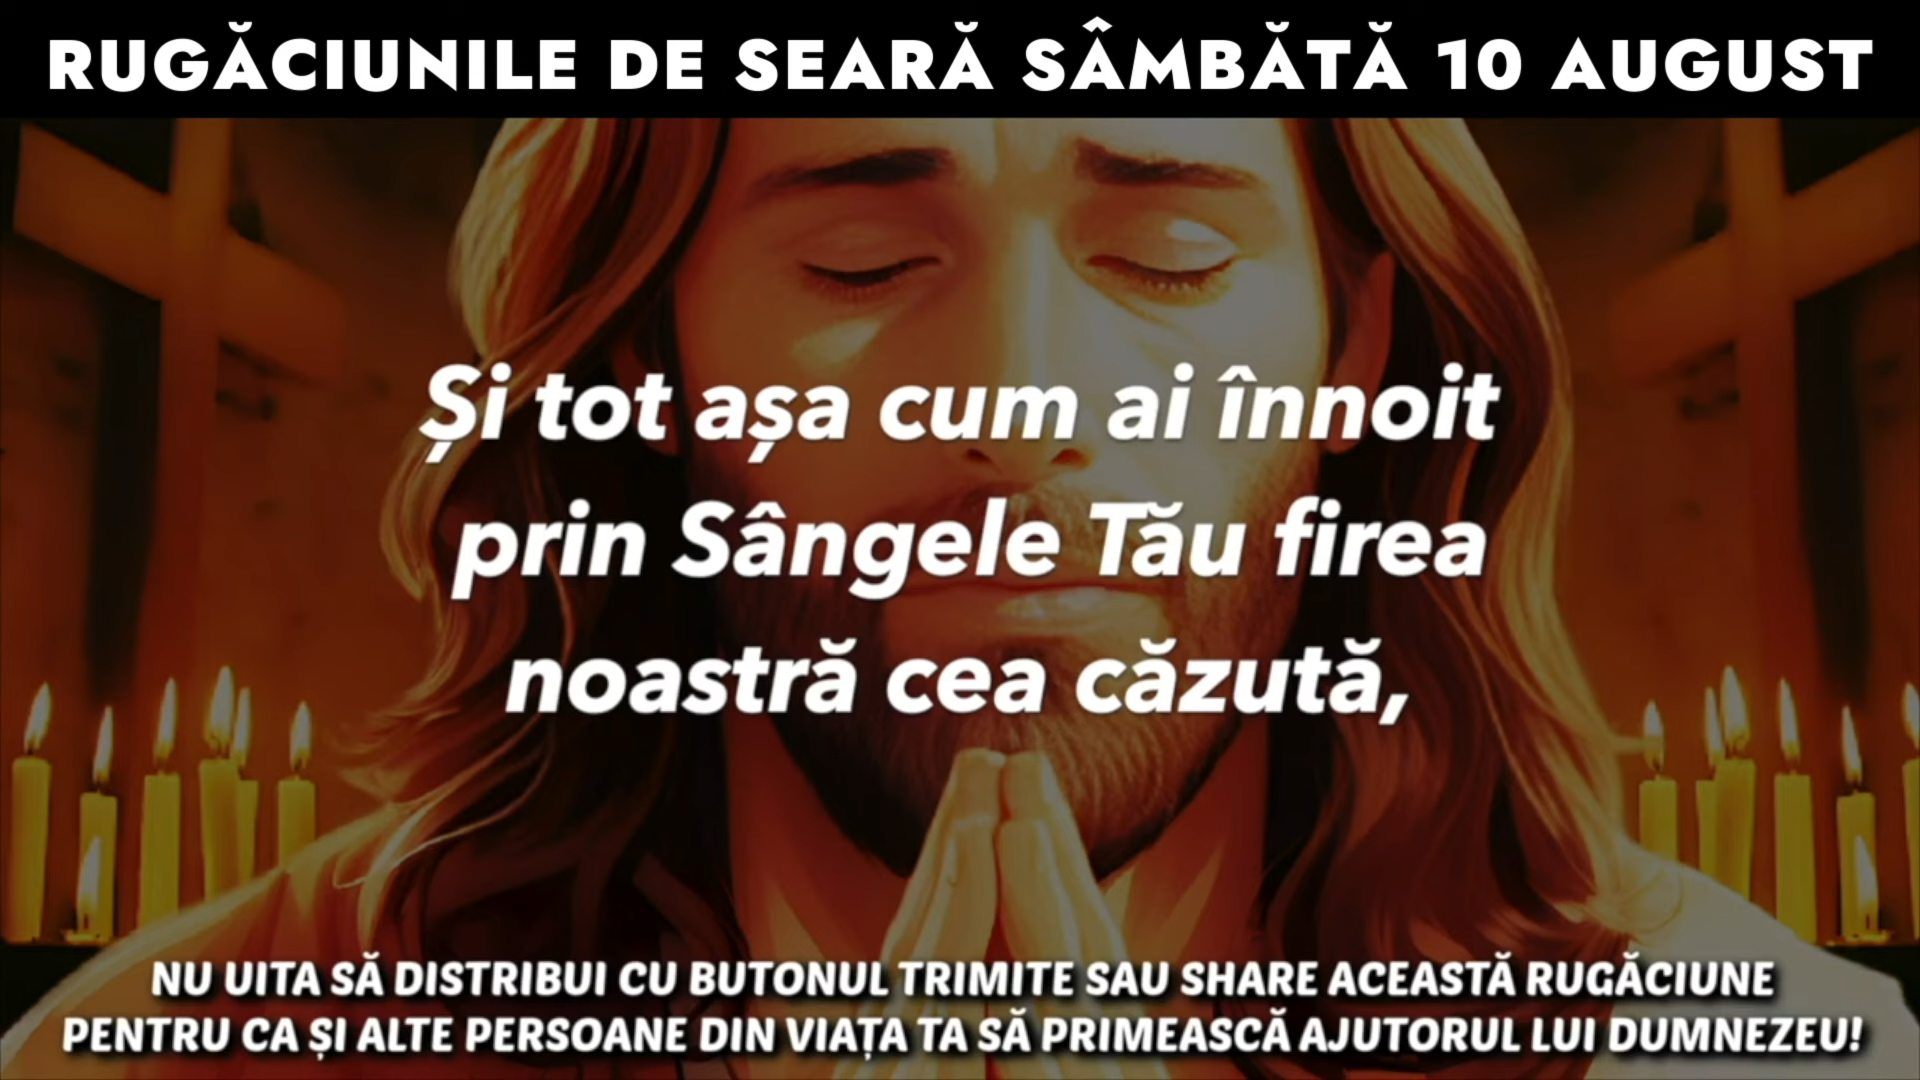 RUGĂCIUNILE DE SEARĂ SÂMBĂTĂ 10 AUGUST
Și tot așa cum ai înnoit
prin Sângele Tău firea
noastră cea căzută,
NU UITA SĂ DISTRIBUI CU BUTONUL TRIMITE SAU SHARE ACEASTĂ RUGĂCIUNE
PENTRU CA ȘI ALTE PERSOANE DIN VIAȚA TA SĂ PRIMEASCĂ AJUTORUL LUI DUMNEZEU!